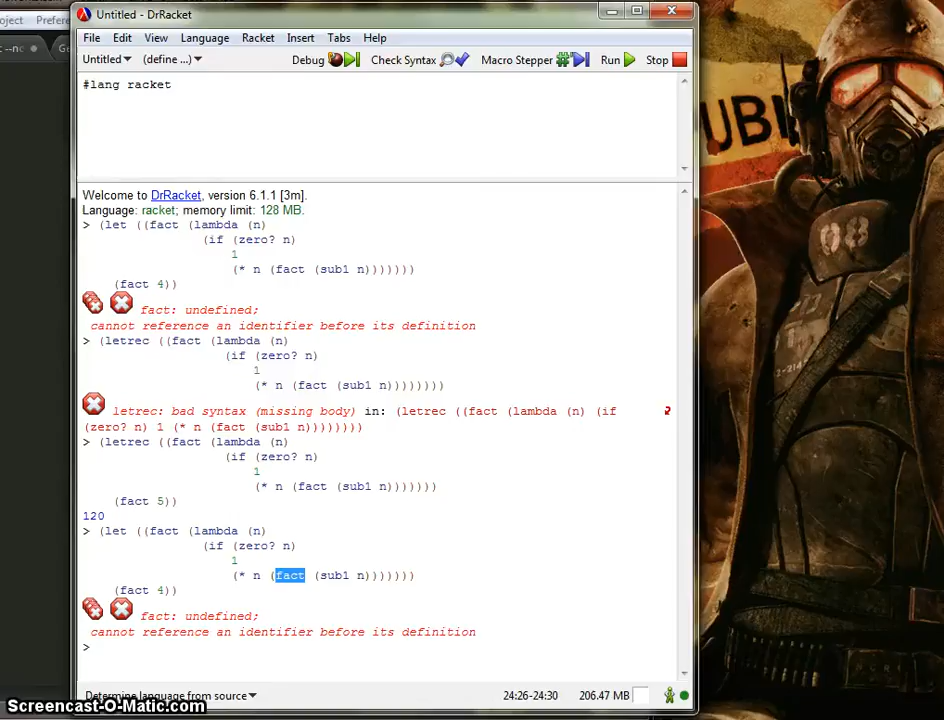 Untitled - DrRacket
oject Prefere
File Edit View Language Racket Insert Tabs Help
t --nc
Ge
Untitled (define ...) Debug Check Syntax Macro Stepper Run Stop
#lang racket
UBL
08
Welcome to DrRacket, version 6.1.1 [3m].
Language: racket; memory limit: 128 MB.
> (let ((fact (lambda (n)
(if (zero? n)
1
(* n (fact (sub1 n)))))))
(fact 4))
fact: undefined;
cannot reference an identifier before its definition
> (letrec ((fact (lambda (n)
(if (zero? n)
1
(* n (fact (sub1 n))))))))
letrec: bad syntax (missing body) in: (letrec ((fact (lambda (n) (if
(zero? n) 1 (* n (fact (sub1 n))))))))
> (letrec ((fact (lambda (n)
(if (zero? n)
1
(* n (fact (sub1 n)))))))
(fact 5))
120
> (let ((fact (lambda (n)
(if (zero? n)
1
(* n (fact (sub1 n)))))))
(fact 4))
fact: undefined;
cannot reference an identifier before its definition
>
Determine language from source 24:26-24:30 206.47 MB
Screencast-O-Matic.com